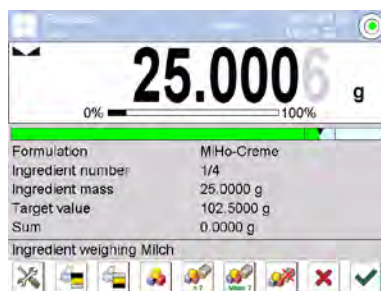 25.0006 g
0% 100%
Formulation MiHo-Creme
Ingredient number 1/4
Ingredient mass 25.0000 g
Target value 102.5000 g
Sum 0.0000 g
Ingredient weighing Milch